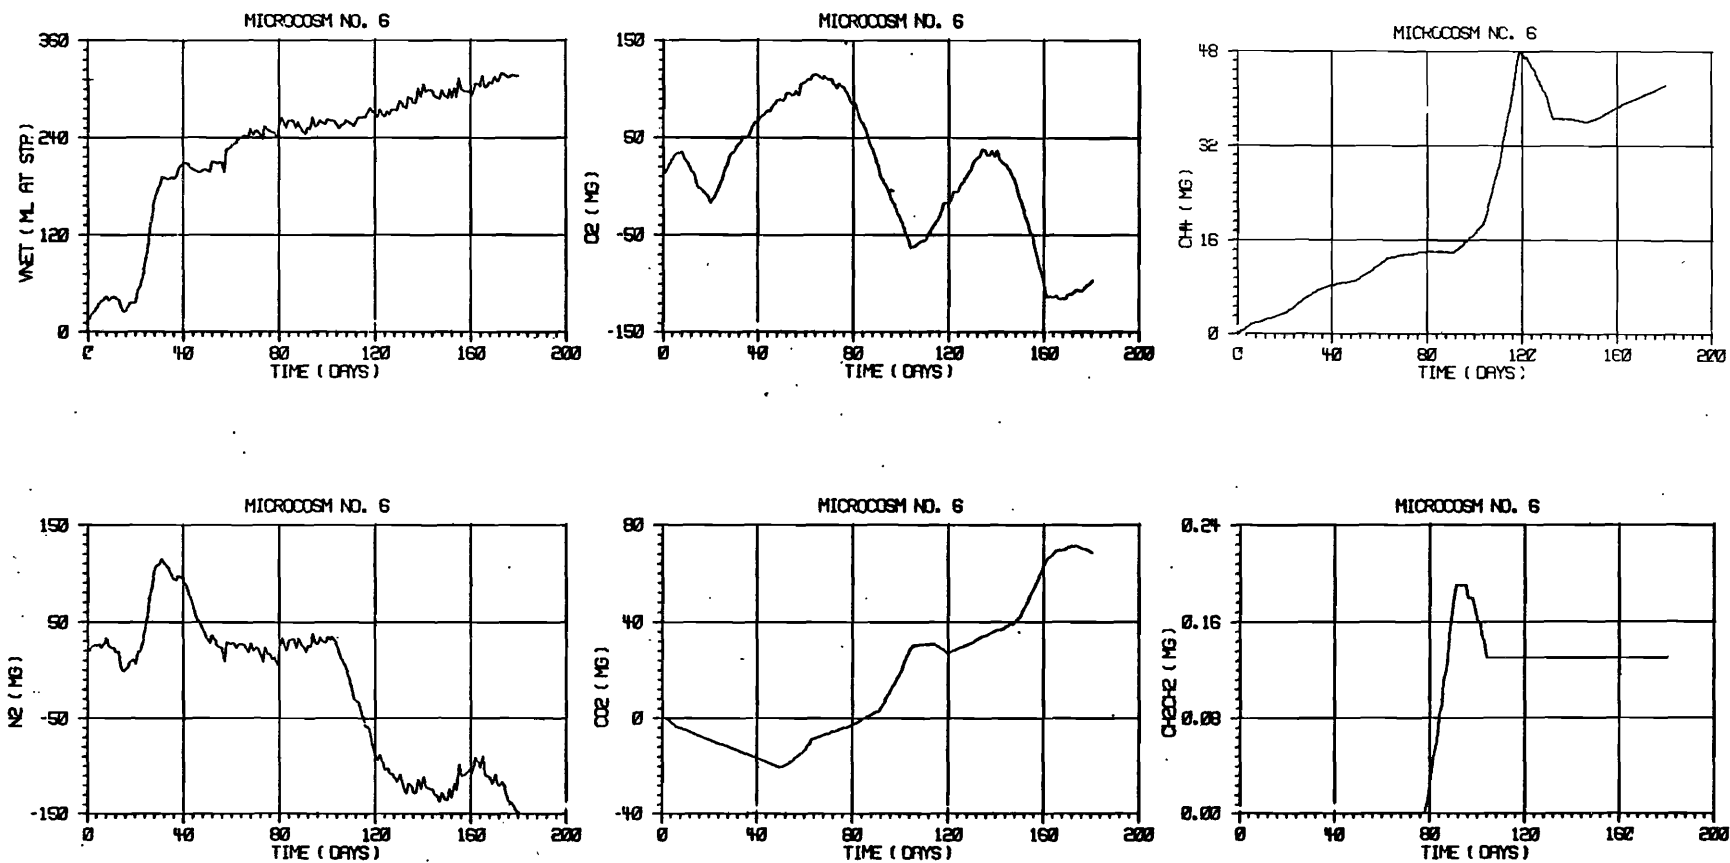 MICROCOSM NO. 6
360
240
120
0
VNET ( ML AT STP.
0 40 80 120 160 200
TIME ( DAYS )
MICROCOSM NO. 6
150
50
-50
-150
O2 ( MG )
0 40 80 120 160 200
TIME ( DAYS )
MICROCOSM NO. 6
48
32
16
0
CH4 ( MG )
0 40 80 120 160 200
TIME ( DAYS )
MICROCOSM NO. 6
150
50
-50
-150
N2 ( MG )
0 40 80 120 160 200
TIME ( DAYS )
MICROCOSM NO. 6
80
40
0
-40
CO2 ( MG )
0 40 80 120 160 200
TIME ( DAYS )
MICROCOSM NO. 6
0.24
0.16
0.08
0.00
CH2CH2 ( MG )
0 40 80 120 160 200
TIME ( DAYS )